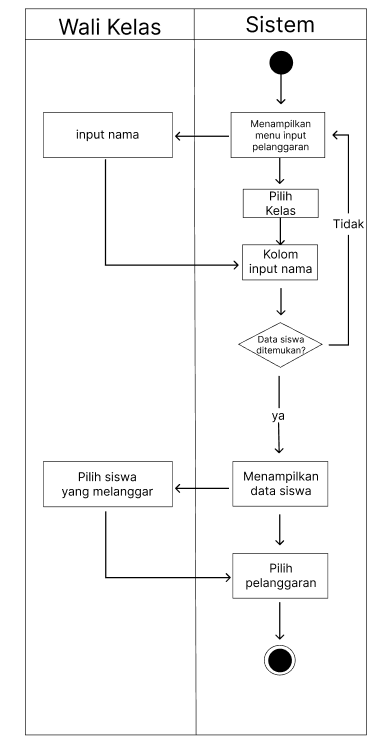 Wali Kelas
Sistem
Menampilkan
menu input
pelanggaran
input nama
Pilih
Kelas
Tidak
Kolom
input nama
Data siswa
ditemukan?
ya
Pilih siswa
yang melanggar
Menampilkan
data siswa
Pilih
pelanggaran